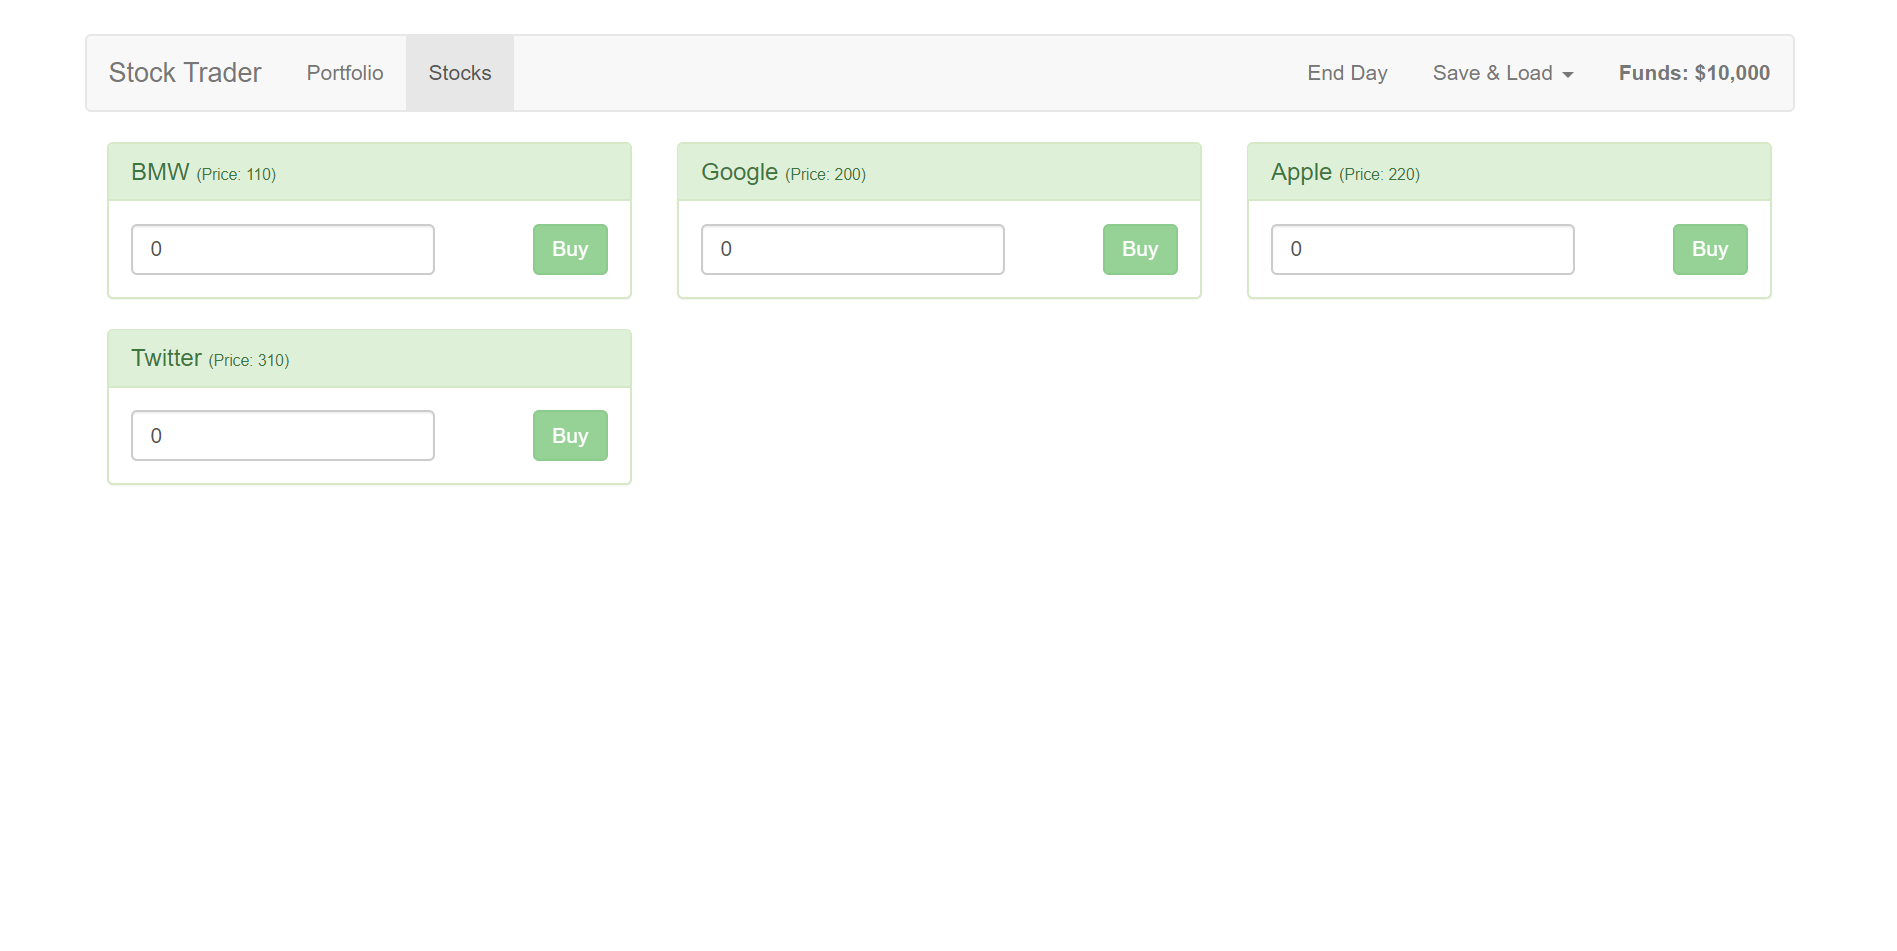 Stock Trader Portfolio Stocks End Day Save & Load Funds: $10,000
BMW (Price: 110) Google (Price: 200) Apple (Price: 220)
0 Buy 0 Buy 0 Buy
Twitter (Price: 310)
0 Buy